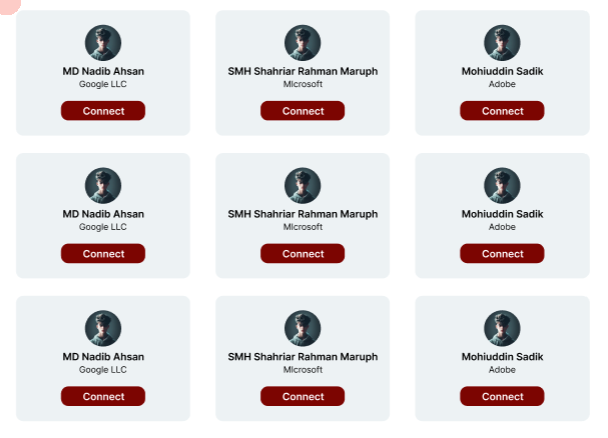 MD Nadib Ahsan
Google LLC
Connect
SMH Shahriar Rahman Maruph
MIcrosoft
Connect
Mohiuddin Sadik
Adobe
Connect
MD Nadib Ahsan
Google LLC
Connect
SMH Shahriar Rahman Maruph
MIcrosoft
Connect
Mohiuddin Sadik
Adobe
Connect
MD Nadib Ahsan
Google LLC
Connect
SMH Shahriar Rahman Maruph
MIcrosoft
Connect
Mohiuddin Sadik
Adobe
Connect